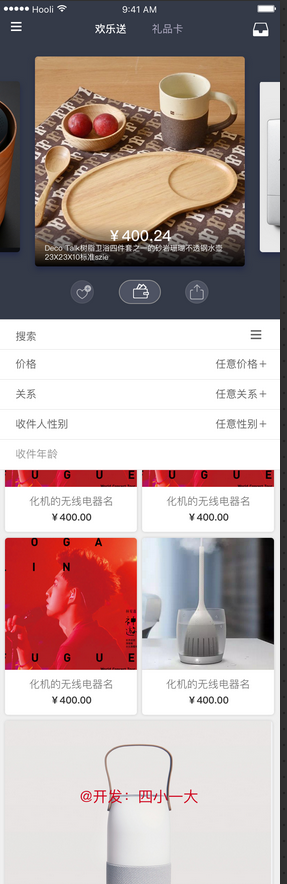 Hooli
9:41 AM
欢乐送
礼品卡
￥400.24
Deco Talk树脂卫浴四件套之一的砂岩珊瑚不透钢水壶
23X23X10标准szie
搜索
价格
任意价格＋
关系
任意关系＋
收件人性别
任意性别＋
收件年龄
U G U E
U G U E
化机的无线电器名
￥400.00
化机的无线电器名
￥400.00
O G A
I N
T U G U E
化机的无线电器名
￥400.00
化机的无线电器名
￥400.00
@开发：四小一大